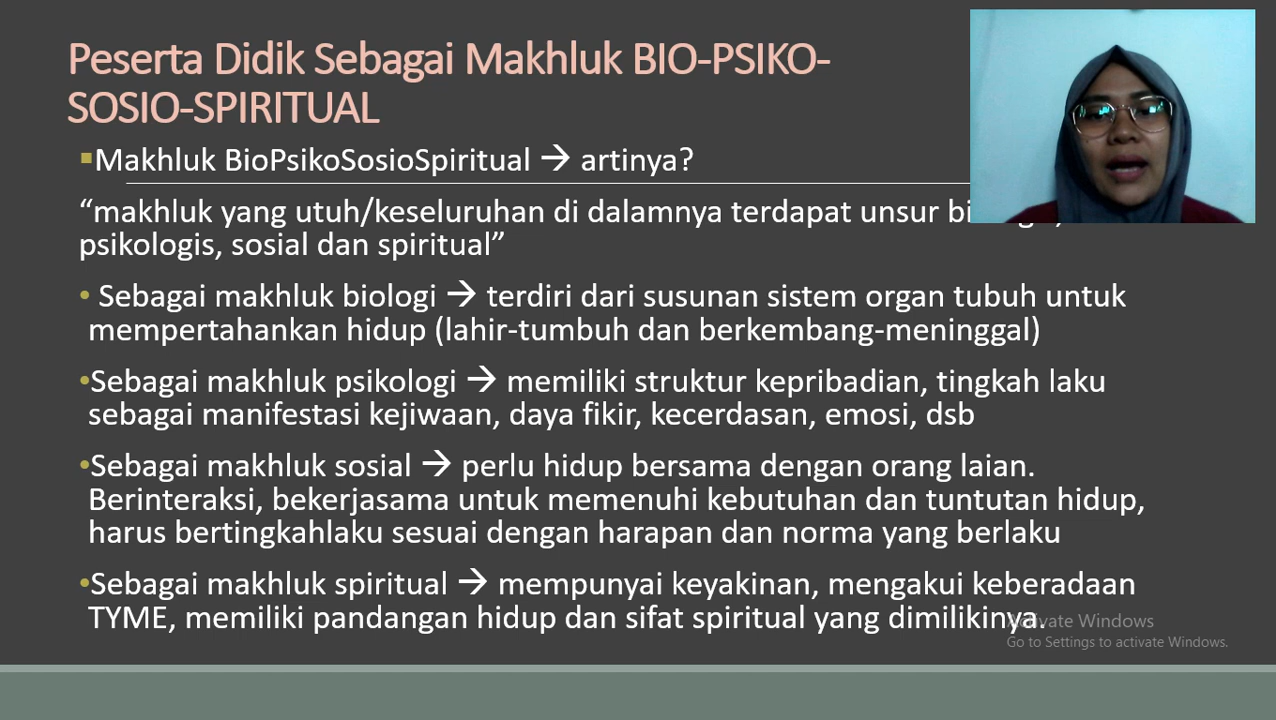 Peserta Didik Sebagai Makhluk BIO-PSIKO-
SOSIO-SPIRITUAL
Makhluk BioPsikoSosioSpiritual → artinya?
“makhluk yang utuh/keseluruhan di dalamnya terdapat unsur
psikologis, sosial dan spiritual”
• Sebagai makhluk biologi → terdiri dari susunan sistem organ tubuh untuk
mempertahankan hidup (lahir-tumbuh dan berkembang-meninggal)
•Sebagai makhluk psikologi → memiliki struktur kepribadian, tingkah laku
sebagai manifestasi kejiwaan, daya fikir, kecerdasan, emosi, dsb
•Sebagai makhluk sosial → perlu hidup bersama dengan orang laian.
Berinteraksi, bekerjasama untuk memenuhi kebutuhan dan tuntutan hidup,
harus bertingkahlaku sesuai dengan harapan dan norma yang berlaku
•Sebagai makhluk spiritual → mempunyai keyakinan, mengakui keberadaan
TYME, memiliki pandangan hidup dan sifat spiritual yang dimilikinya.
Activate Windows
Go to Settings to activate Windows.